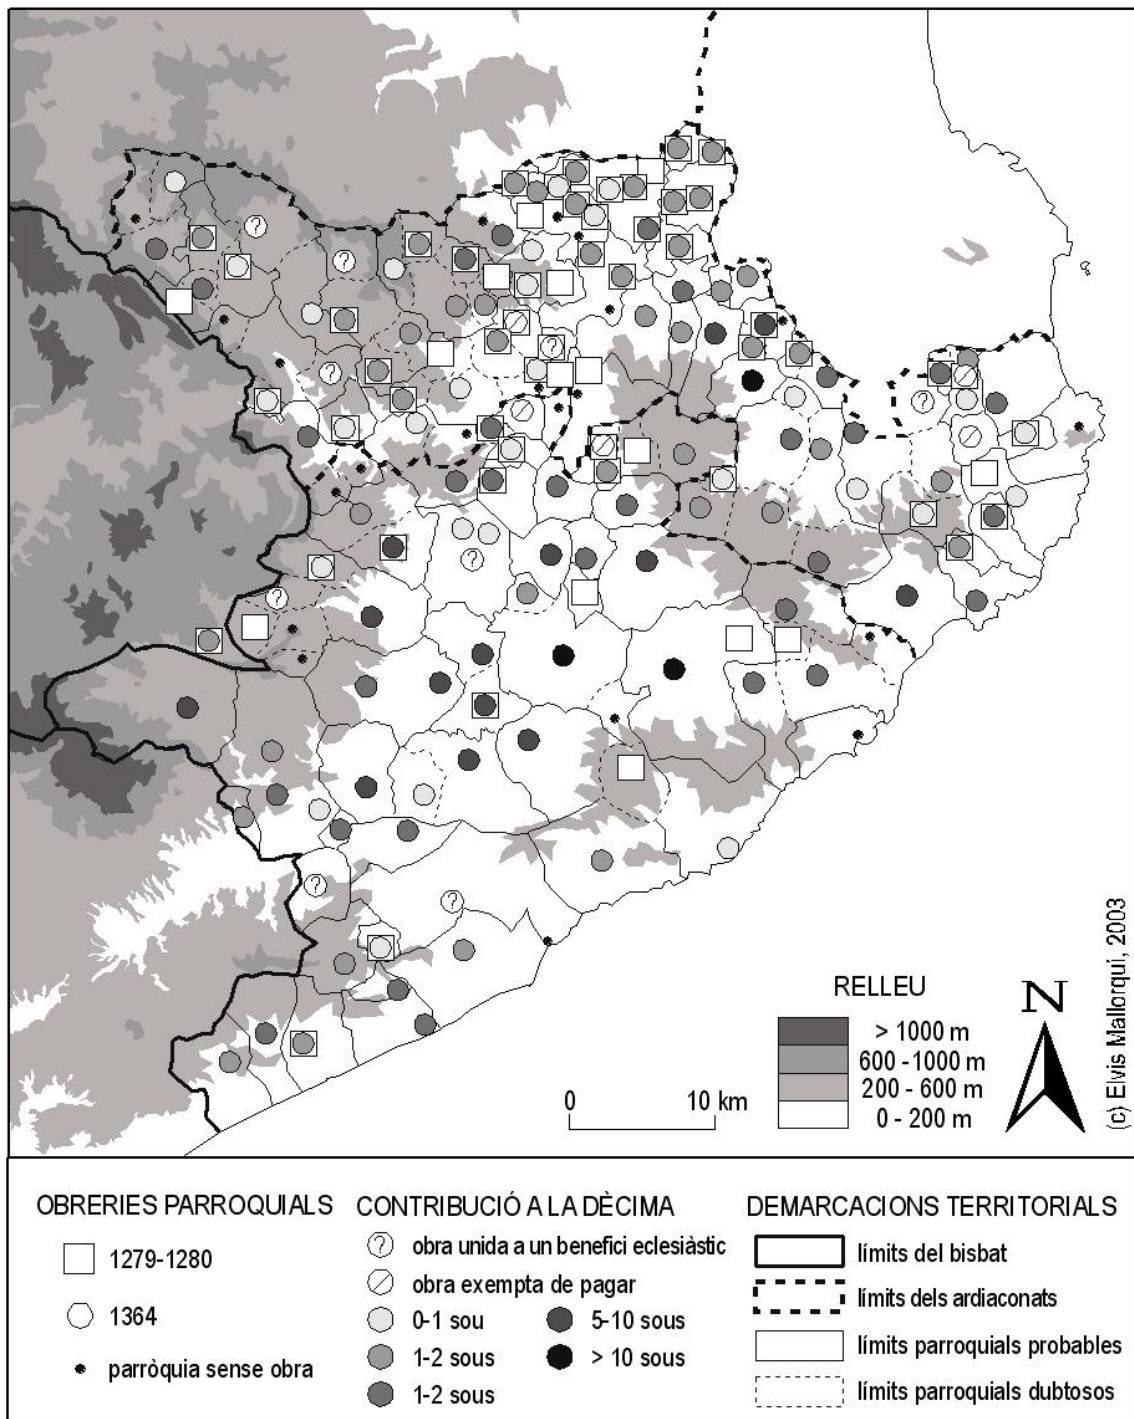 RELLEU
> 1000 m
600 -1000 m
200 - 600 m
0 - 200 m
0 10 km
N
(c) Elvis Mallorquí, 2003
OBRERIES PARROQUIALS
1279-1280
1364
parròquia sense obra
CONTRIBUCIÓ A LA DÈCIMA
? obra unida a un benefici eclesiàstic
obra exempta de pagar
0-1 sou
1-2 sous
1-2 sous
5-10 sous
> 10 sous
DEMARCACIONS TERRITORIALS
límits del bisbat
límits dels ardiaconats
límits parroquials probables
límits parroquials dubtosos
?
?
?
?
?
?
?
?
?